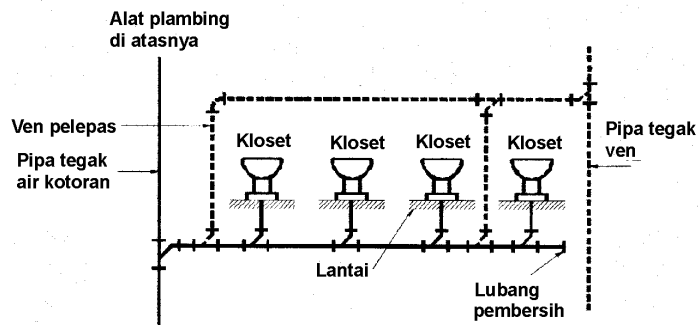 Alat plambing
di atasnya
Ven pelepas
Pipa tegak
air kotoran
Kloset
Kloset
Kloset
Kloset
Pipa tegak
ven
Lantai
Lubang
pembersih